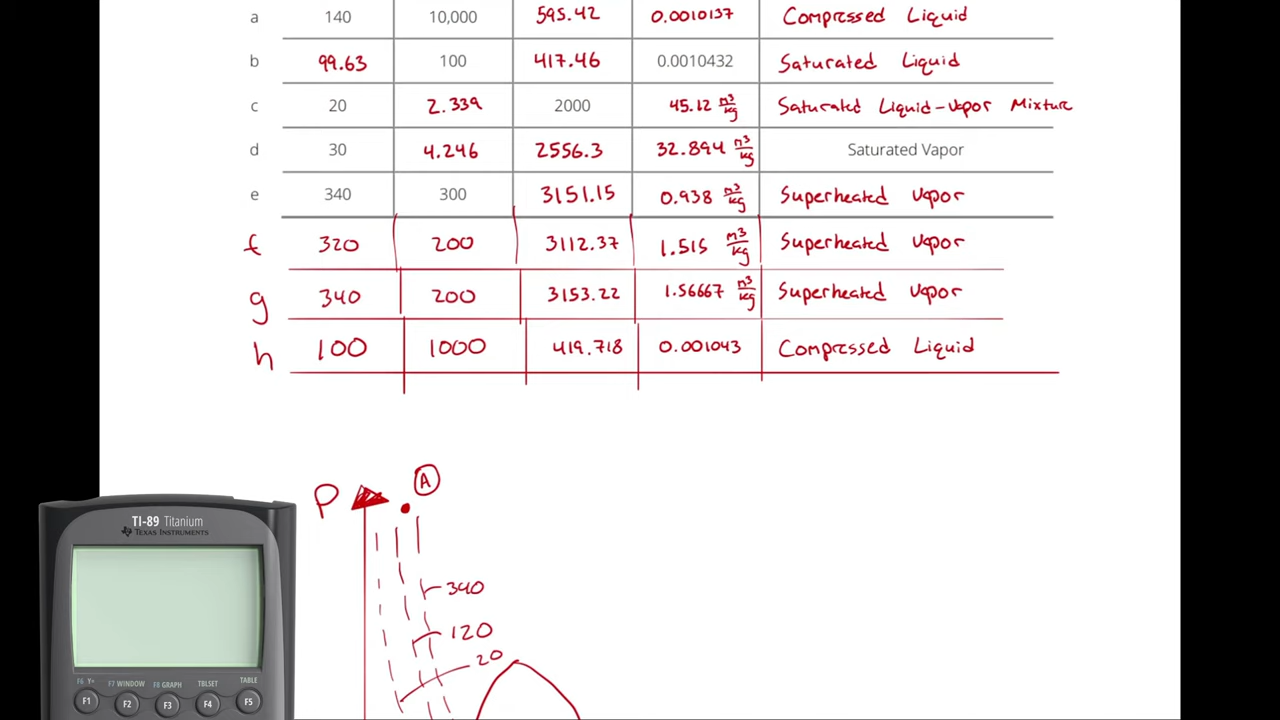 a 140 10,000 595.42 0.0010137 Compressed Liquid
b 99.63 100 417.46 0.0010432 Saturated Liquid
c 20 2.339 2000 45.12 m³/kg Saturated Liquid-Vapor Mixture
d 30 4.246 2556.3 32.894 m³/kg Saturated Vapor
e 340 300 3151.15 0.938 m³/kg Superheated Vapor
f 320 200 3112.37 1.515 m³/kg Superheated Vapor
g 340 200 3153.22 1.56667 m³/kg Superheated Vapor
h 100 1000 419.718 0.001043 Compressed Liquid
P A
340
120
20
TI-89 Titanium
TEXAS INSTRUMENTS
F6 Y= F7 WINDOW F8 GRAPH TBLSET TABLE
F1 F2 F3 F4 F5